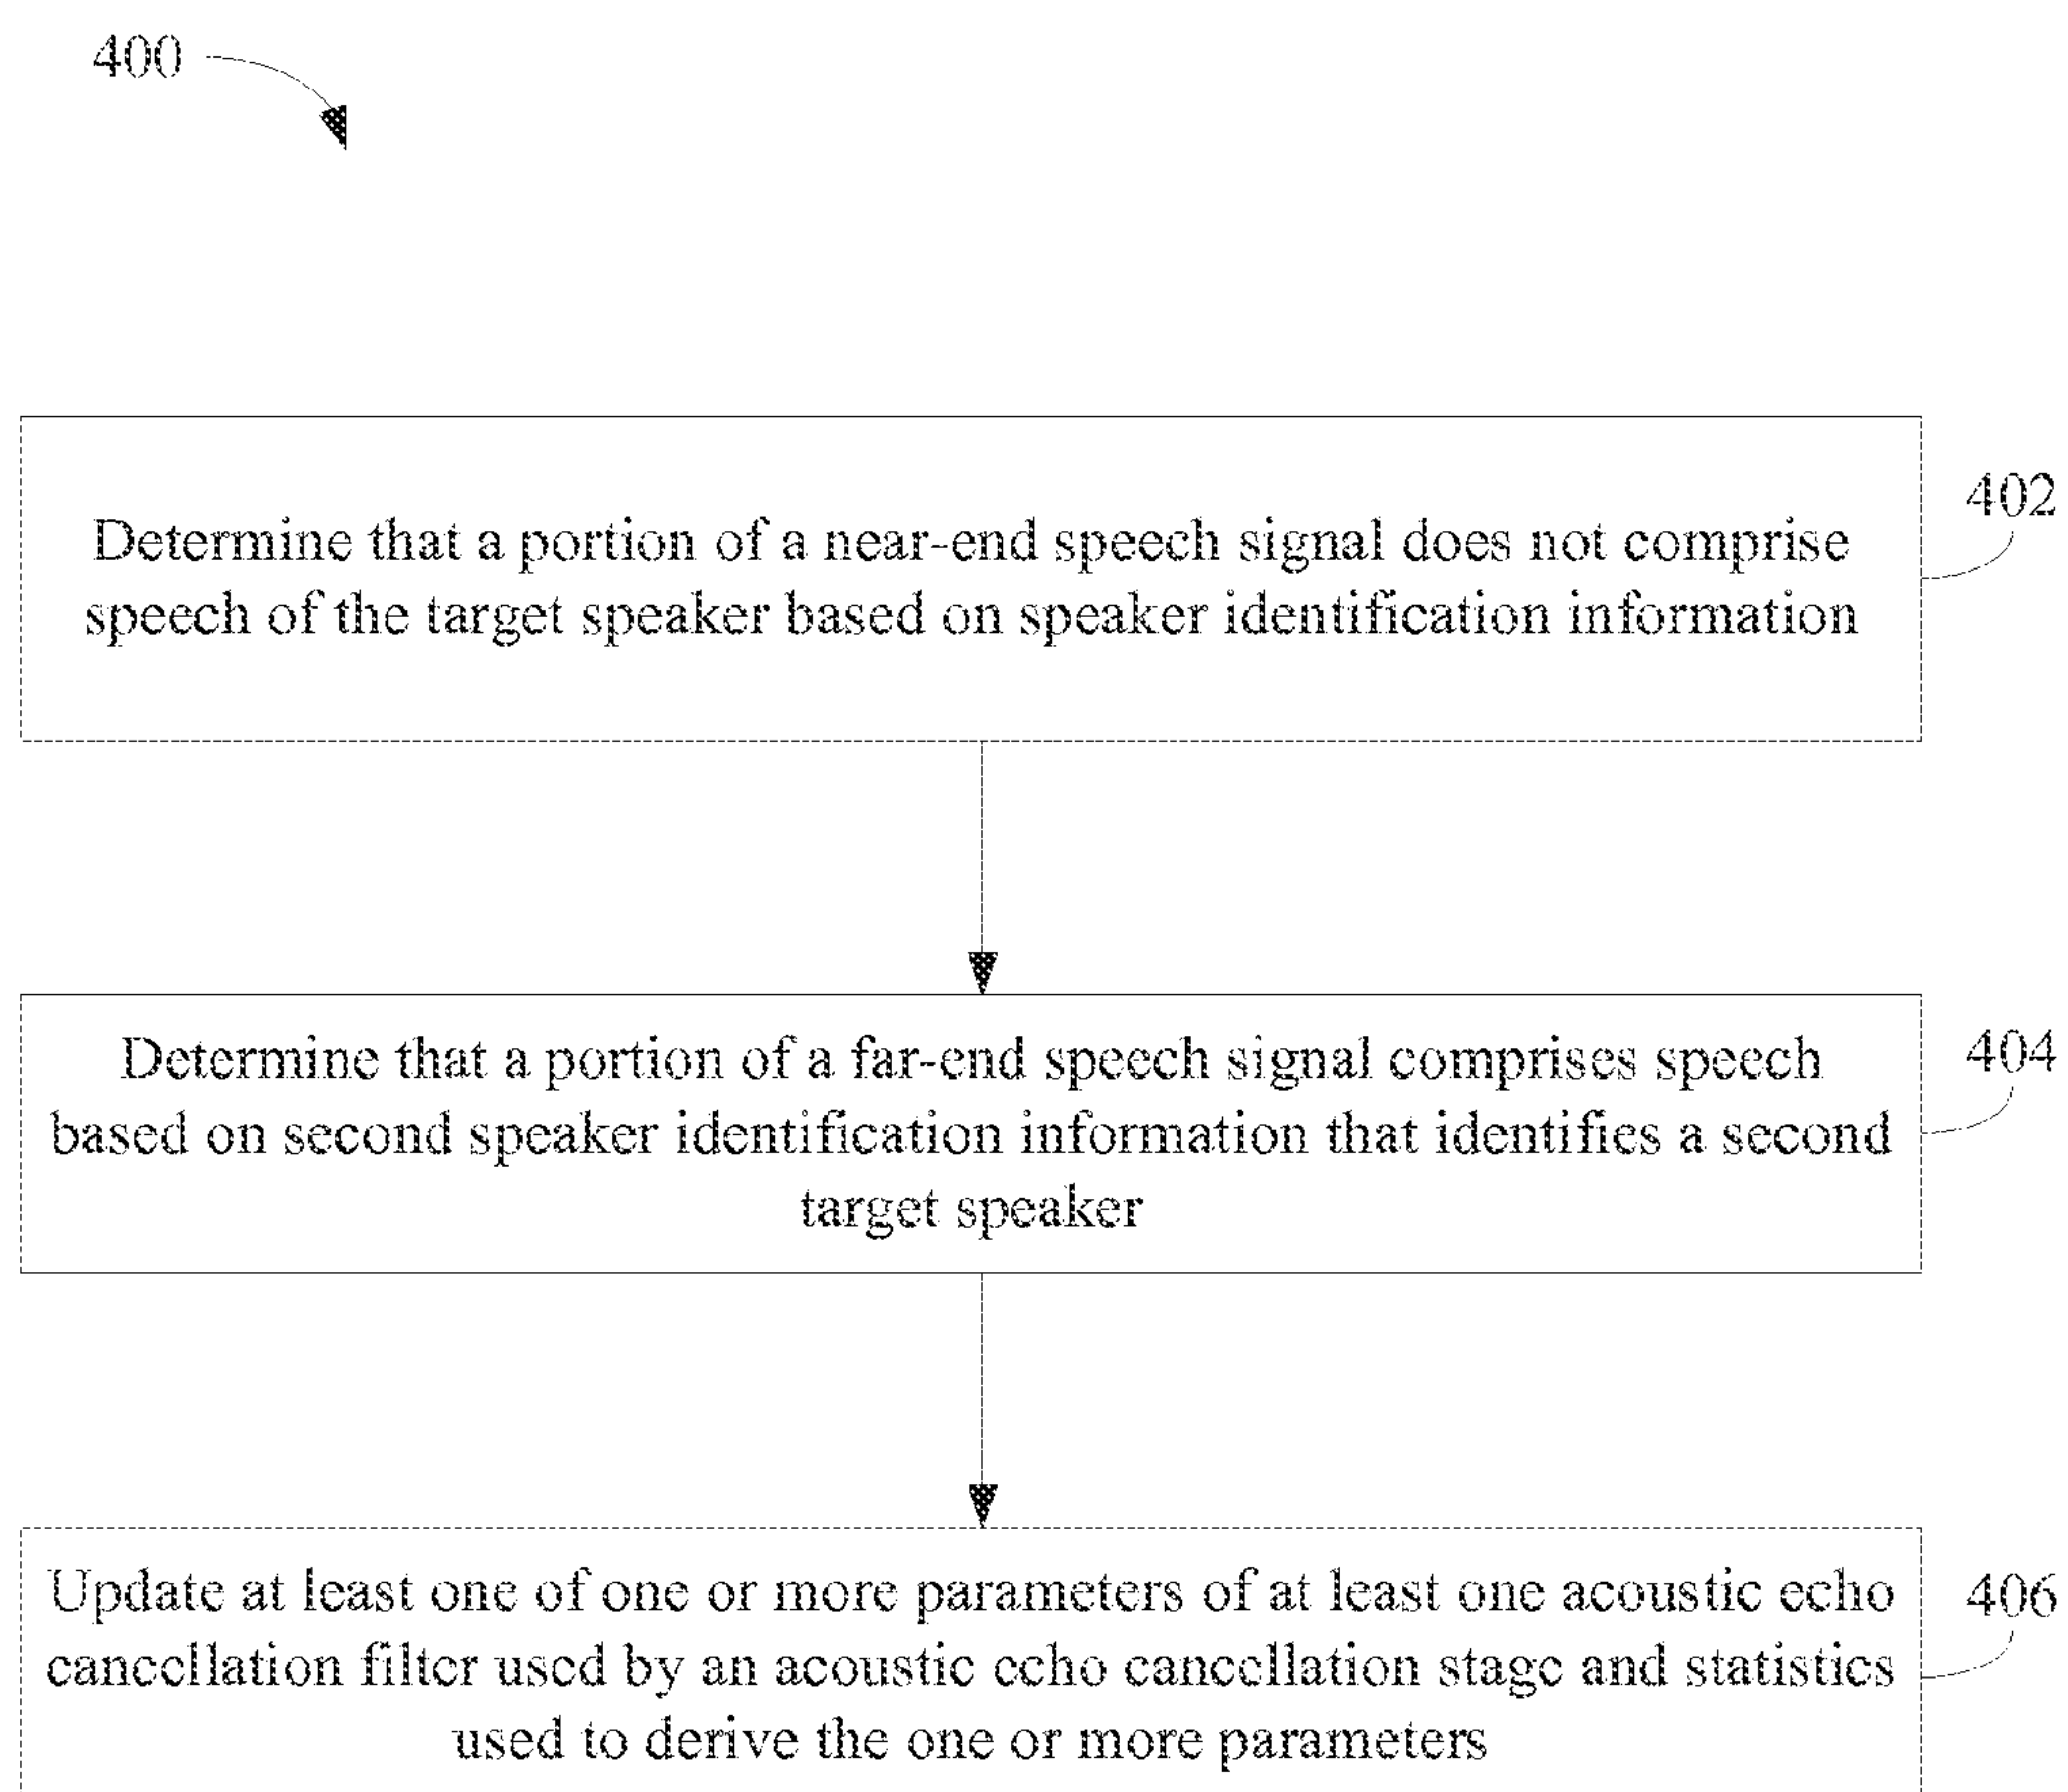 400
Determine that a portion of a near-end speech signal does not comprise
speech of the target speaker based on speaker identification information
402
Determine that a portion of a far-end speech signal comprises speech
based on second speaker identification information that identifies a second
target speaker
404
Update at least one of one or more parameters of at least one acoustic echo
cancellation filter used by an acoustic echo cancellation stage and statistics
used to derive the one or more parameters
406